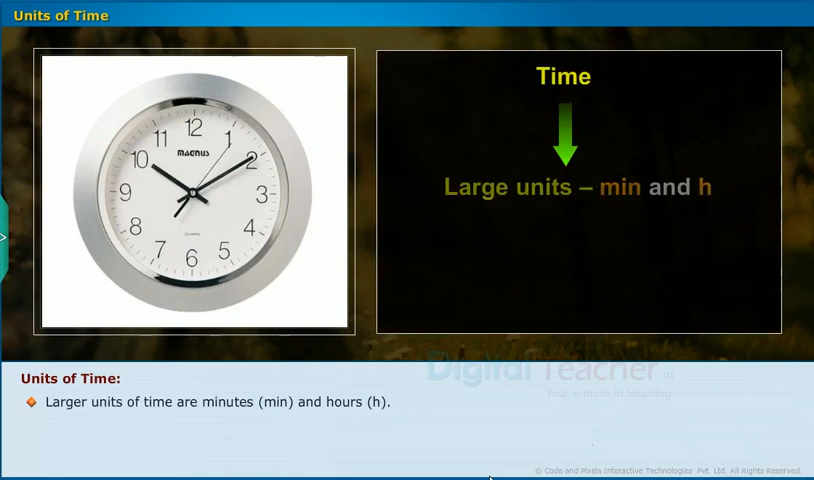 Units of Time
12
11
1
MAGNUS
10
2
9
3
8
4
7
5
6
Time
Large units – min and h
Digital Teacher.in
Your e-mate in teaching
Units of Time:
Larger units of time are minutes (min) and hours (h).
© Code and Pixels Interactive Technologies Pvt. Ltd. All Rights Reserved.